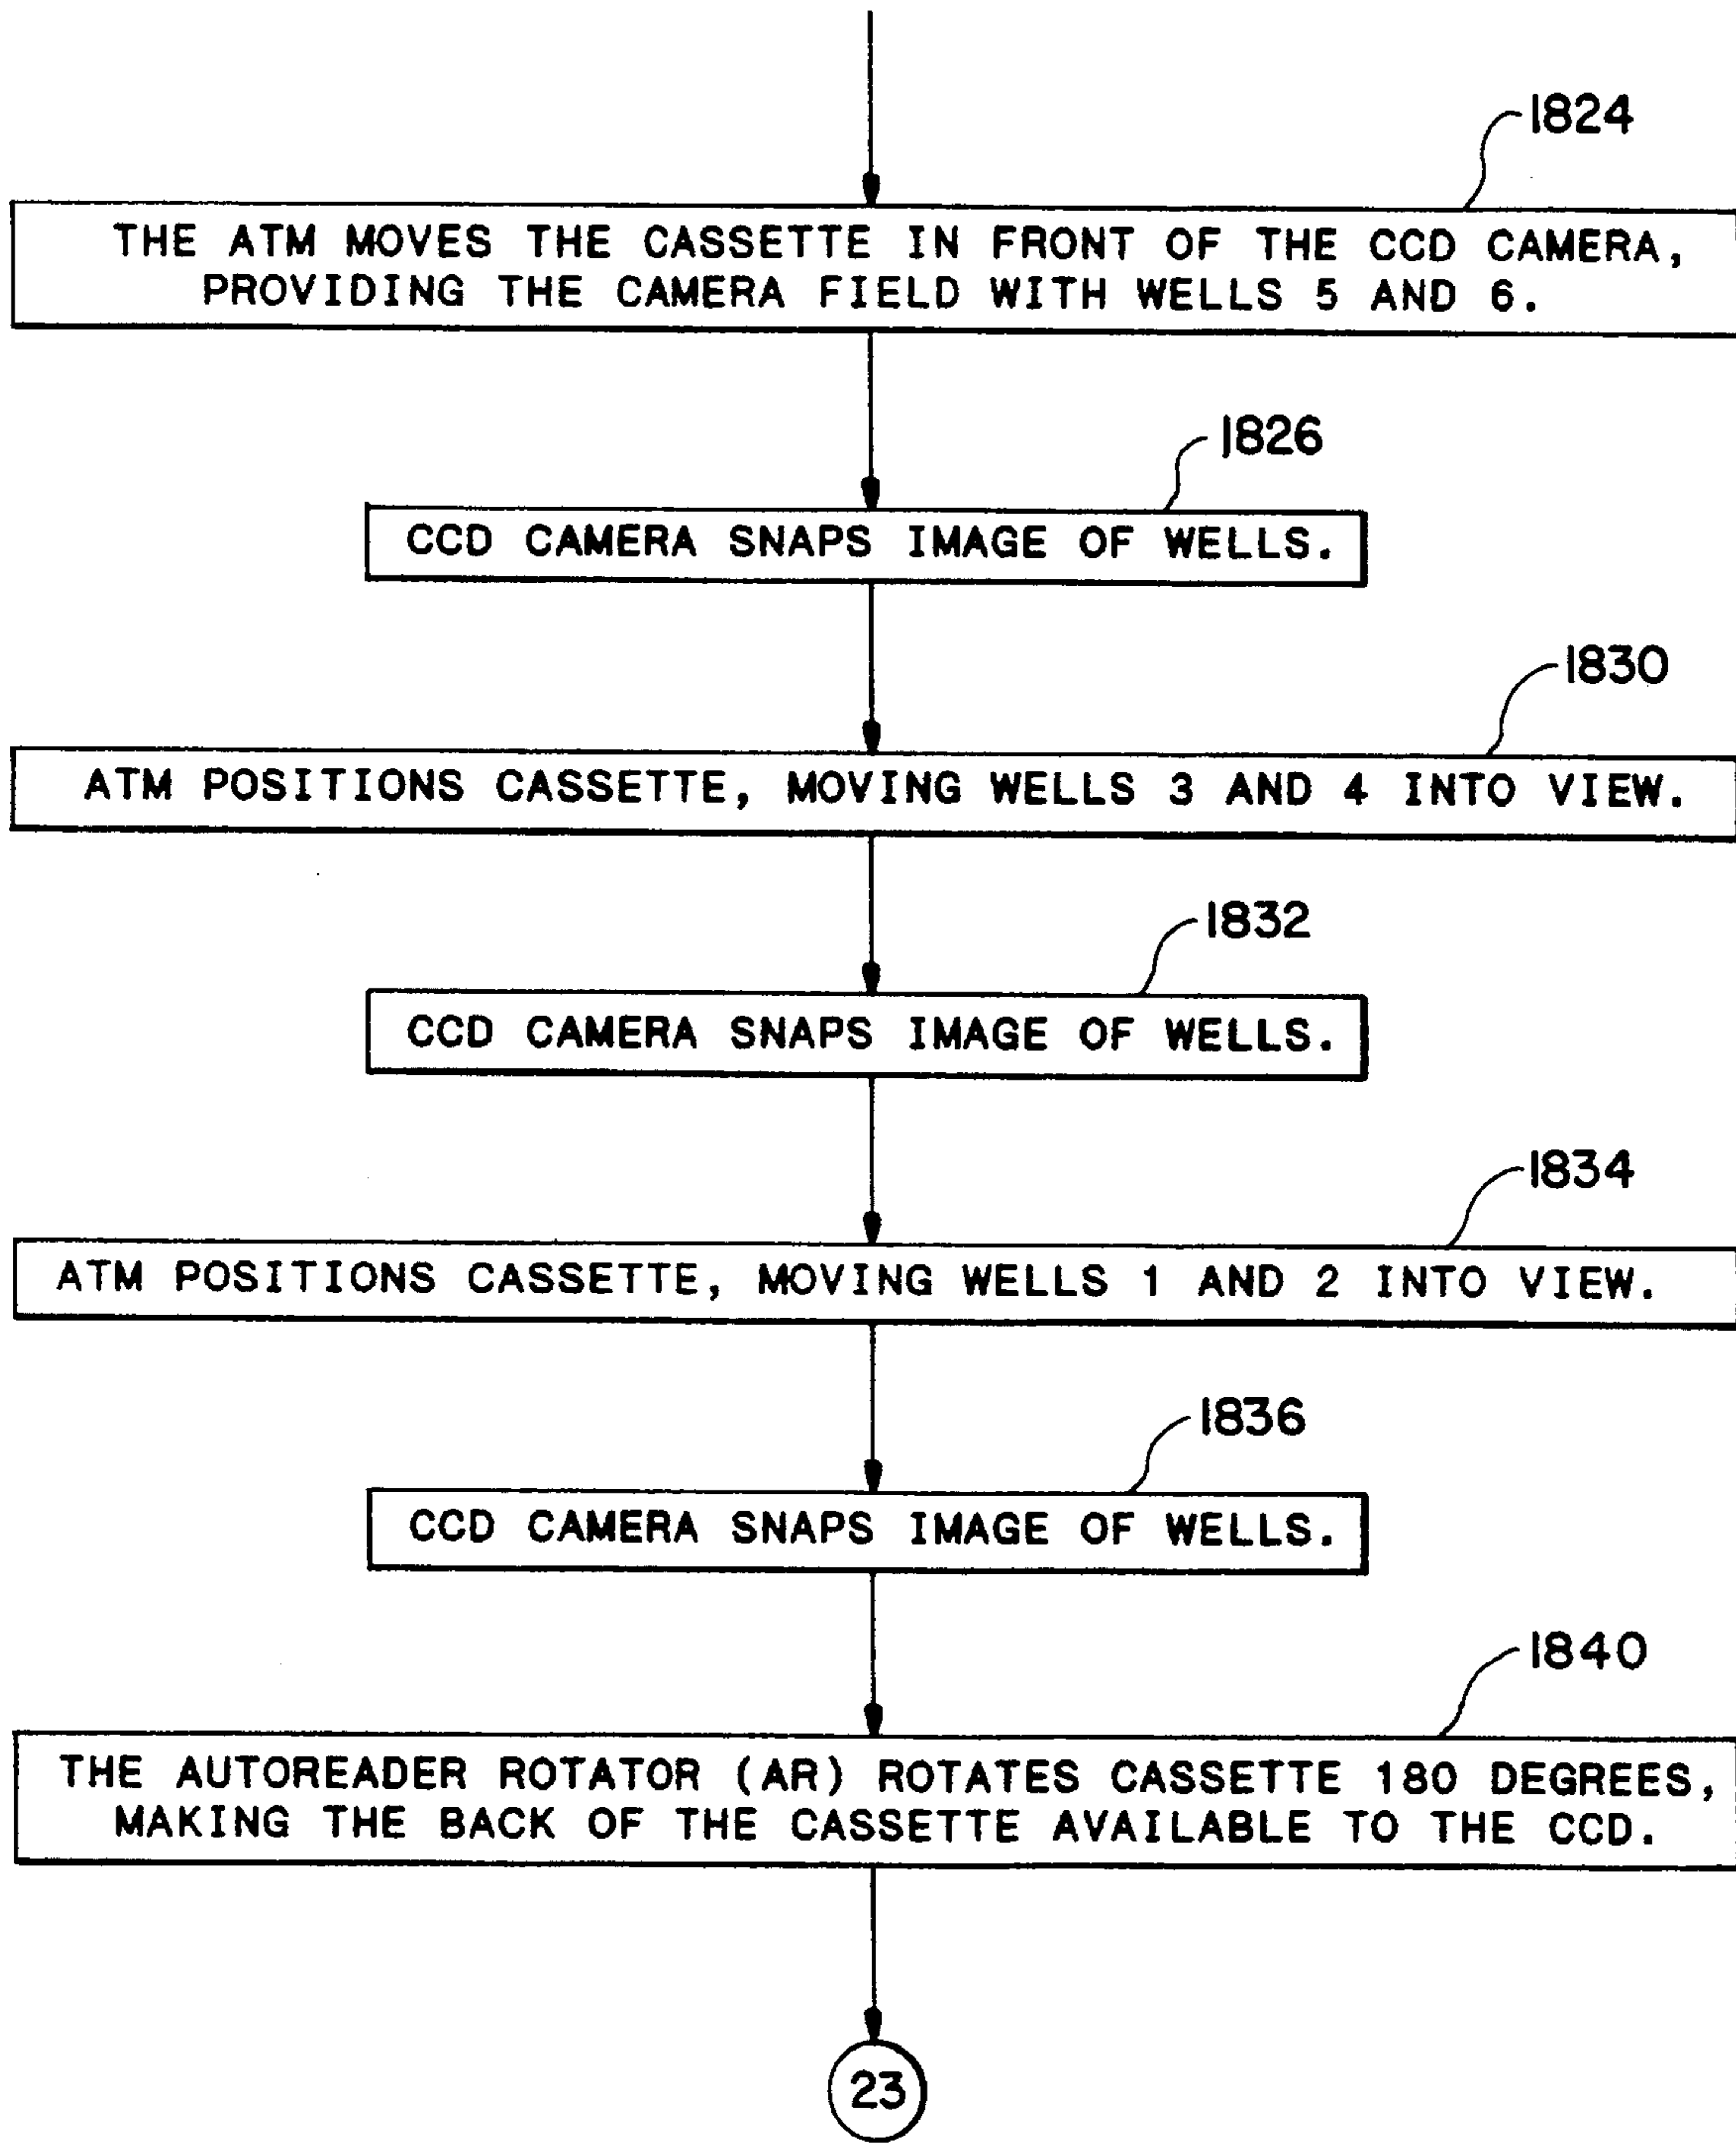 1824
THE ATM MOVES THE CASSETTE IN FRONT OF THE CCD CAMERA,
PROVIDING THE CAMERA FIELD WITH WELLS 5 AND 6.
1826
CCD CAMERA SNAPS IMAGE OF WELLS.
1830
ATM POSITIONS CASSETTE, MOVING WELLS 3 AND 4 INTO VIEW.
1832
CCD CAMERA SNAPS IMAGE OF WELLS.
1834
ATM POSITIONS CASSETTE, MOVING WELLS 1 AND 2 INTO VIEW.
1836
CCD CAMERA SNAPS IMAGE OF WELLS.
1840
THE AUTOREADER ROTATOR (AR) ROTATES CASSETTE 180 DEGREES,
MAKING THE BACK OF THE CASSETTE AVAILABLE TO THE CCD.
23